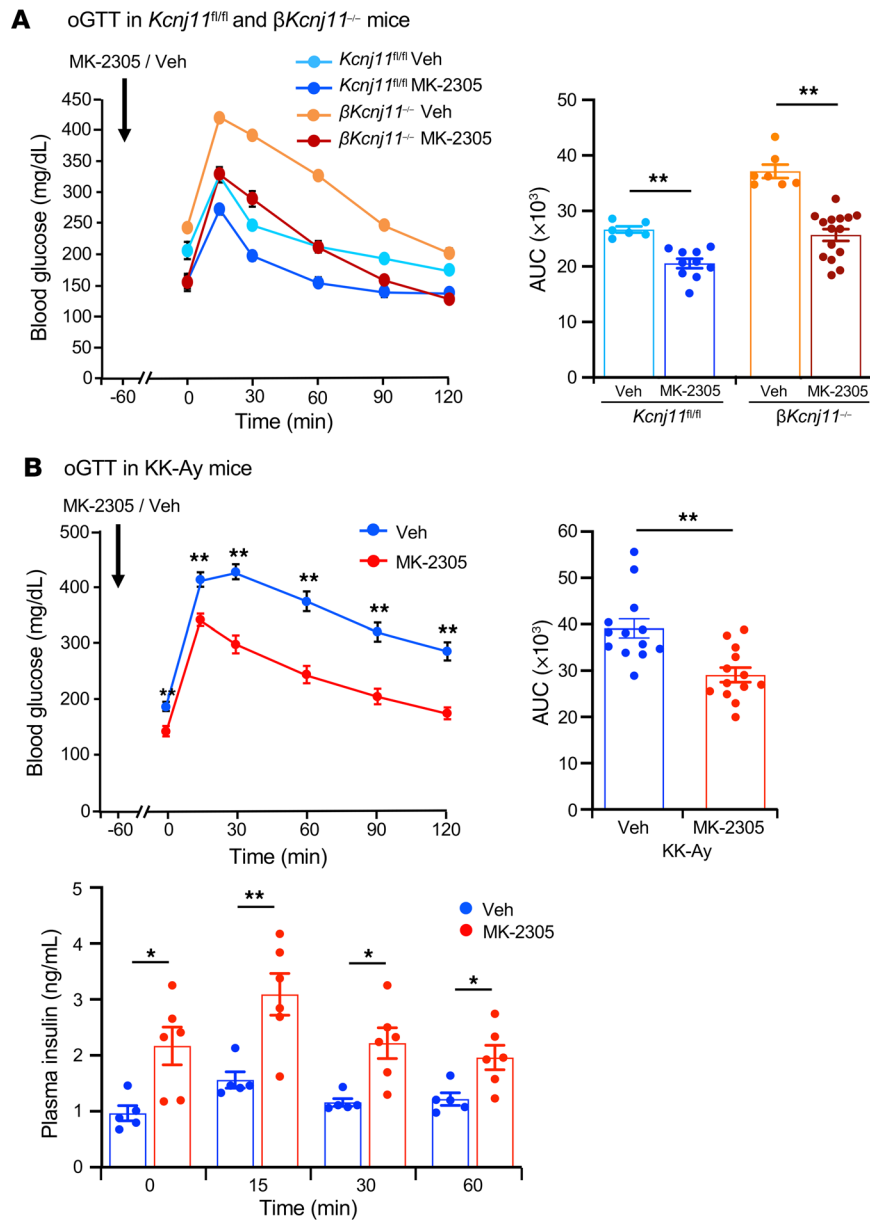 A oGTT in Kcnj11fl/fl and βKcnj11–/– mice
MK-2305 / Veh
Kcnj11fl/fl Veh
Kcnj11fl/fl MK-2305
βKcnj11–/– Veh
βKcnj11–/– MK-2305
Blood glucose (mg/dL)
450
400
350
300
250
200
150
100
50
0
-60 0 30 60 90 120
Time (min)
AUC (×10³)
50
40
30
20
10
0
**
**
Veh MK-2305 Veh MK-2305
Kcnj11fl/fl βKcnj11–/–
B oGTT in KK-Ay mice
MK-2305 / Veh
Veh
MK-2305
Blood glucose (mg/dL)
500
400
300
200
100
0
** ** ** ** ** **
-60 0 30 60 90 120
Time (min)
AUC (×10³)
60
50
40
30
20
10
0
**
Veh MK-2305
KK-Ay
Plasma insulin (ng/mL)
5
4
3
2
1
0
* ** * *
Veh
MK-2305
0 15 30 60
Time (min)